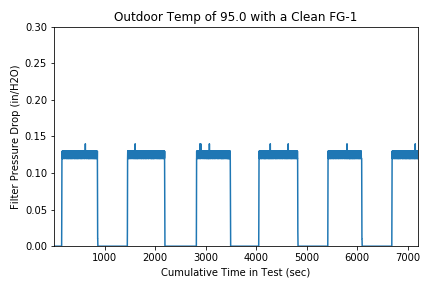 Outdoor Temp of 95.0 with a Clean FG-1
Filter Pressure Drop (in/H2O)
0.30
0.25
0.20
0.15
0.10
0.05
0.00
1000 2000 3000 4000 5000 6000 7000
Cumulative Time in Test (sec)